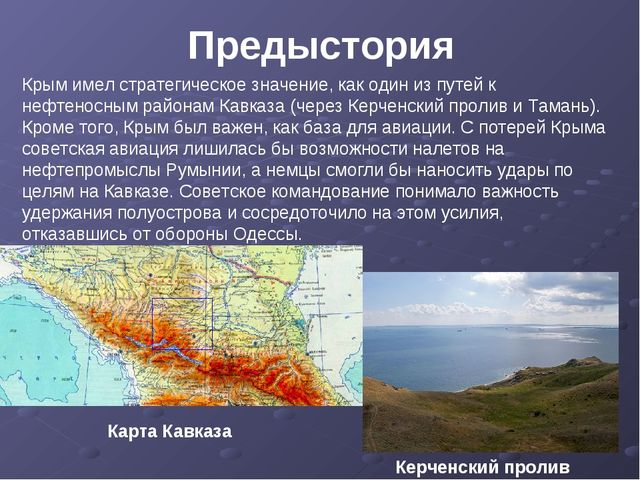 Предыстория
Крым имел стратегическое значение, как один из путей к
нефтеносным районам Кавказа (через Керченский пролив и Тамань).
Кроме того, Крым был важен, как база для авиации. С потерей Крыма
советская авиация лишилась бы возможности налетов на
нефтепромыслы Румынии, а немцы смогли бы наносить удары по
целям на Кавказе. Советское командование понимало важность
удержания полуострова и сосредоточило на этом усилия,
отказавшись от обороны Одессы.
Карта Кавказа
Керченский пролив